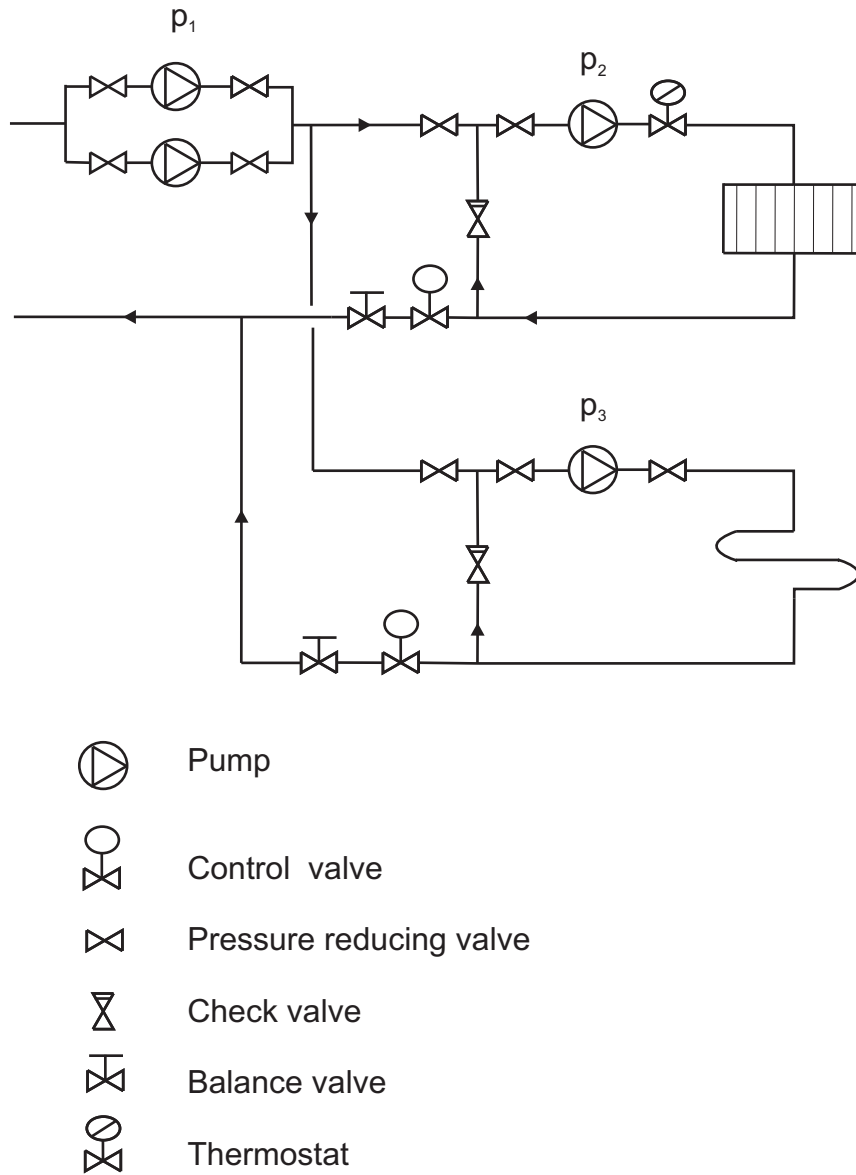 p₁
p₂
p₃
Pump
Control valve
Pressure reducing valve
Check valve
Balance valve
Thermostat